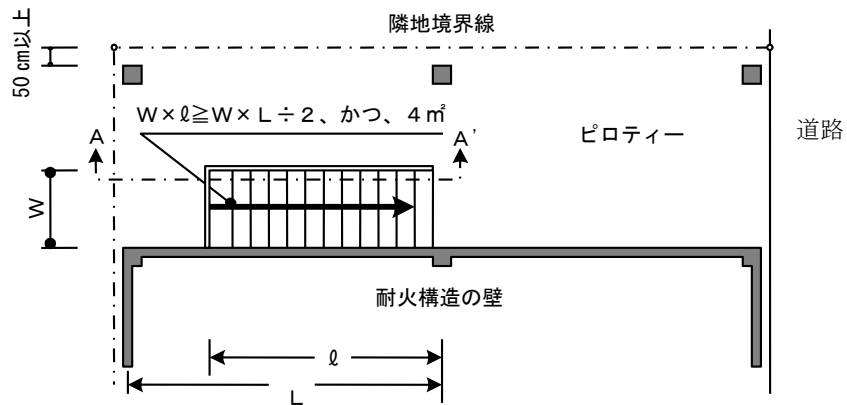 隣地境界線
50㎝以上
W×ℓ≧W×L÷2、かつ、4㎡
A
A'
ピロティー
道路
W
耐火構造の壁
ℓ
L